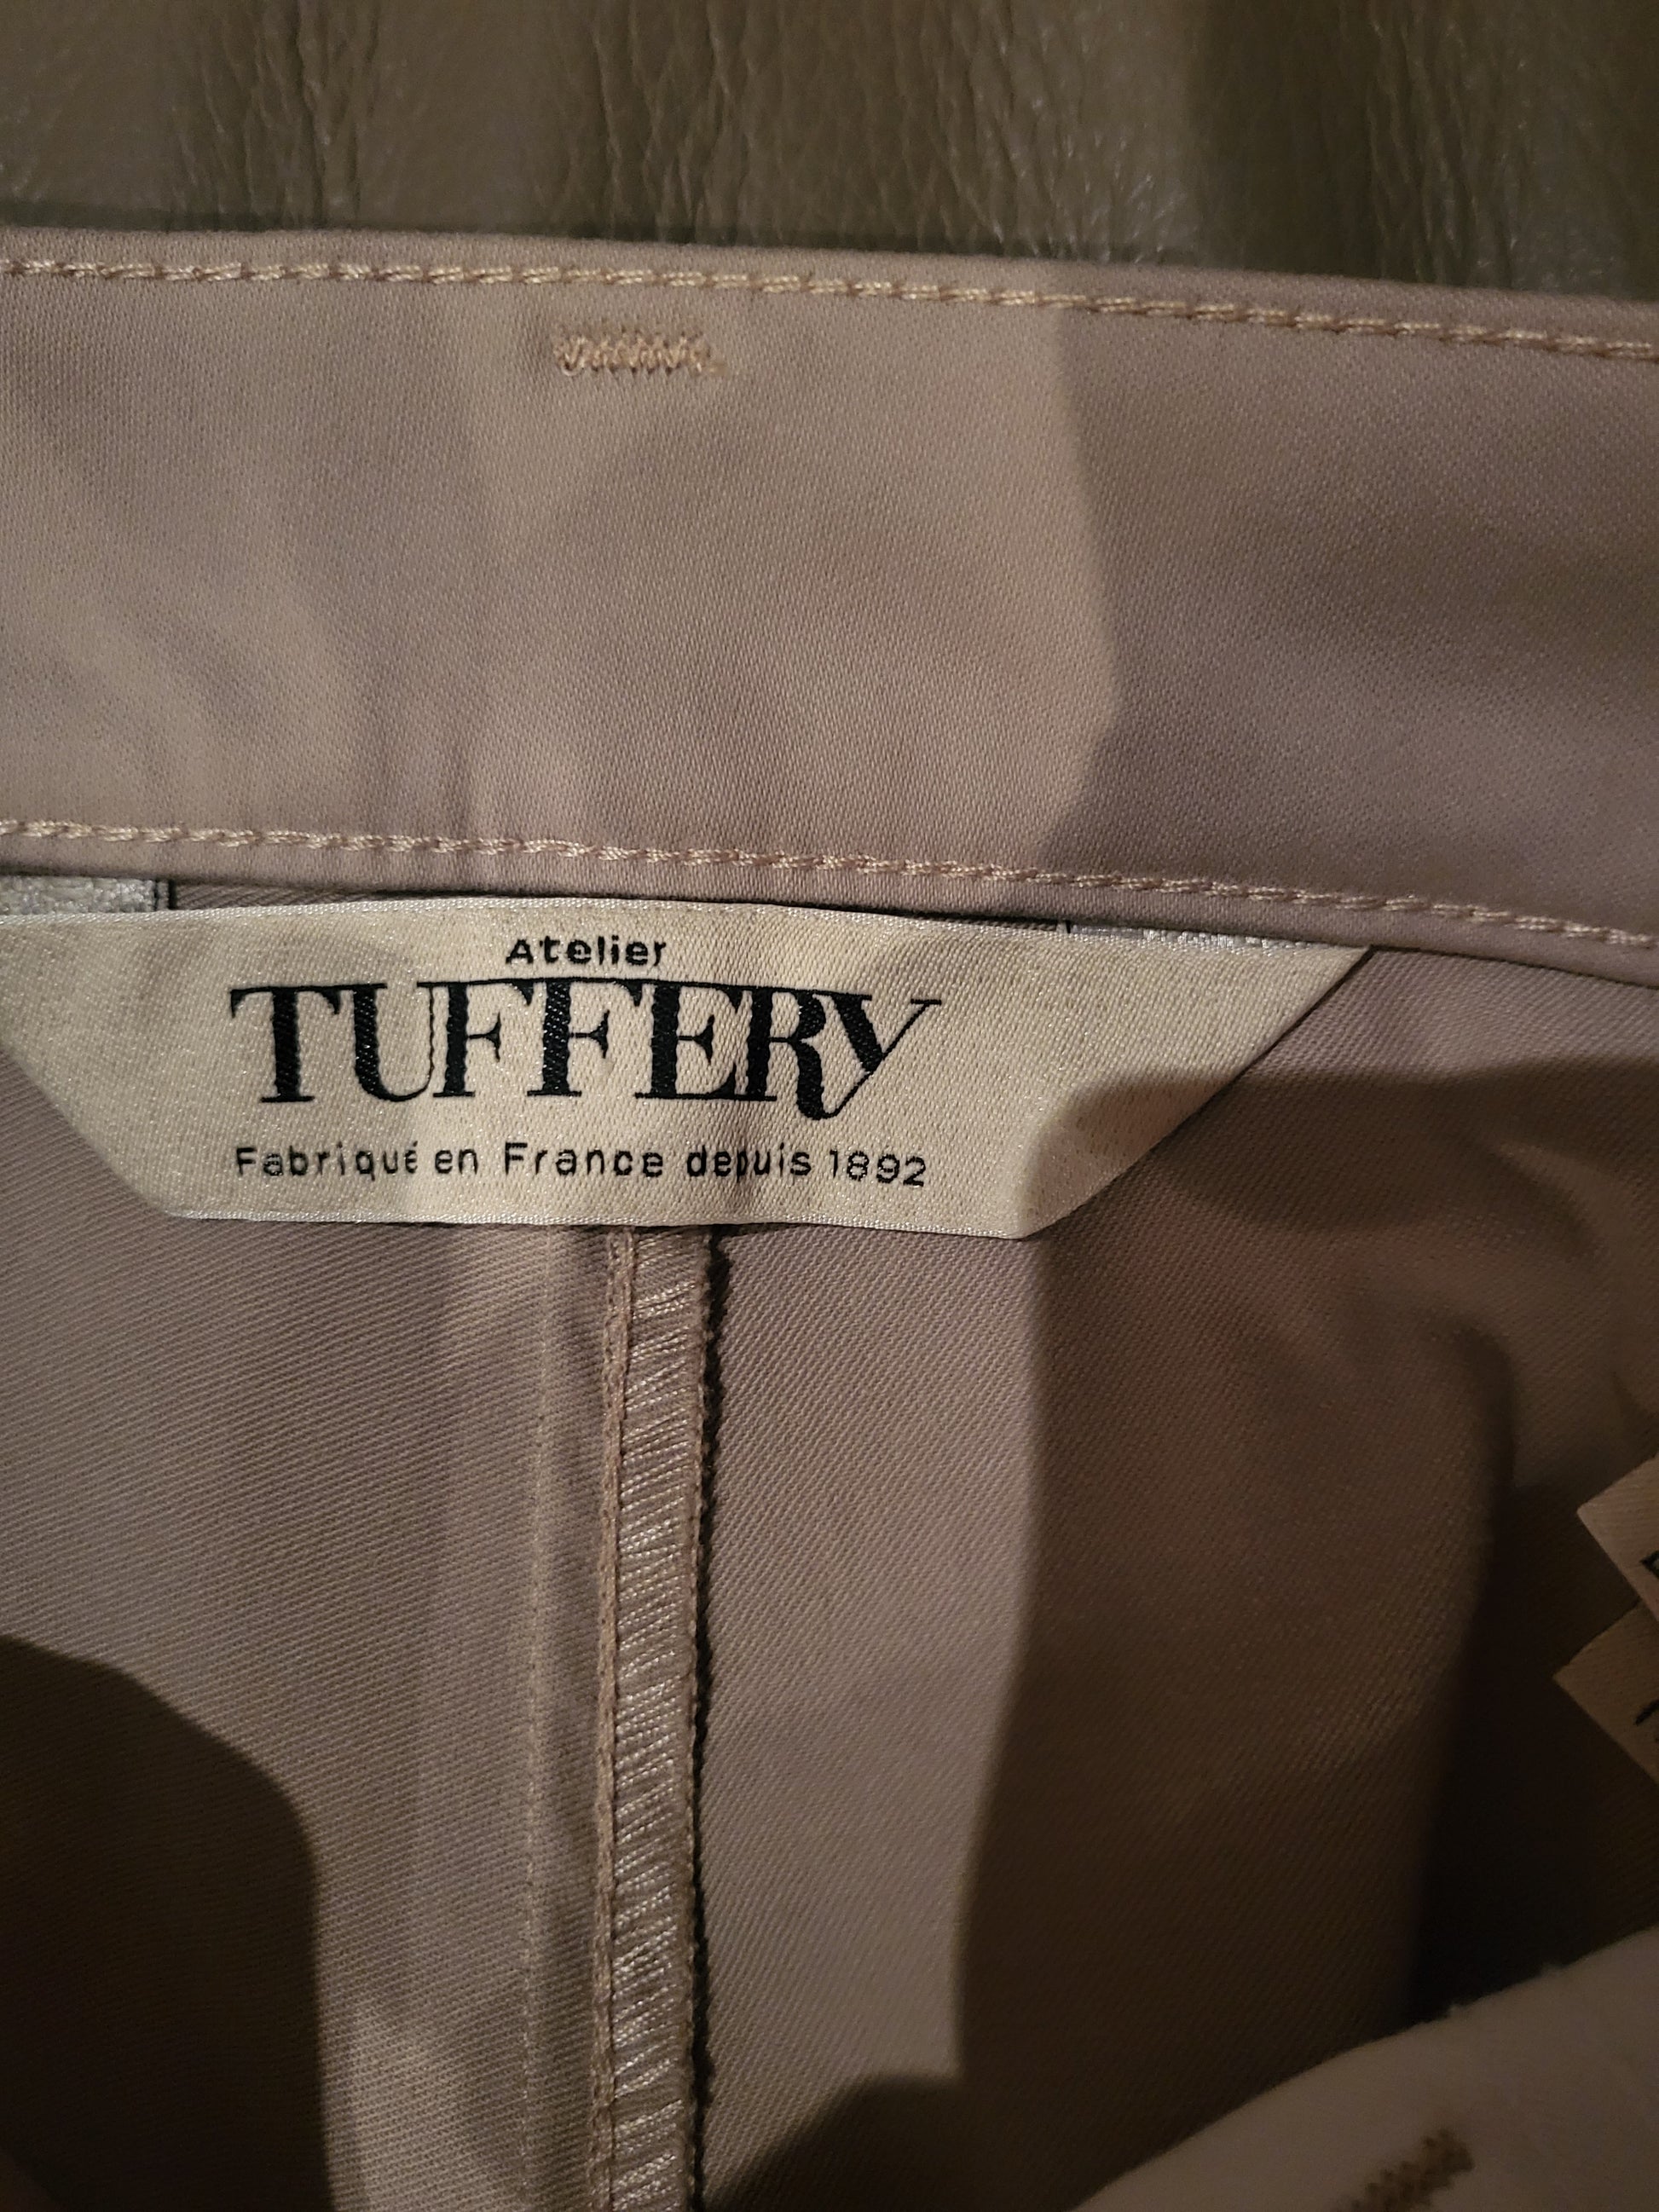 Atelier
TUFFERY
Fabriqué en France depuis 1892